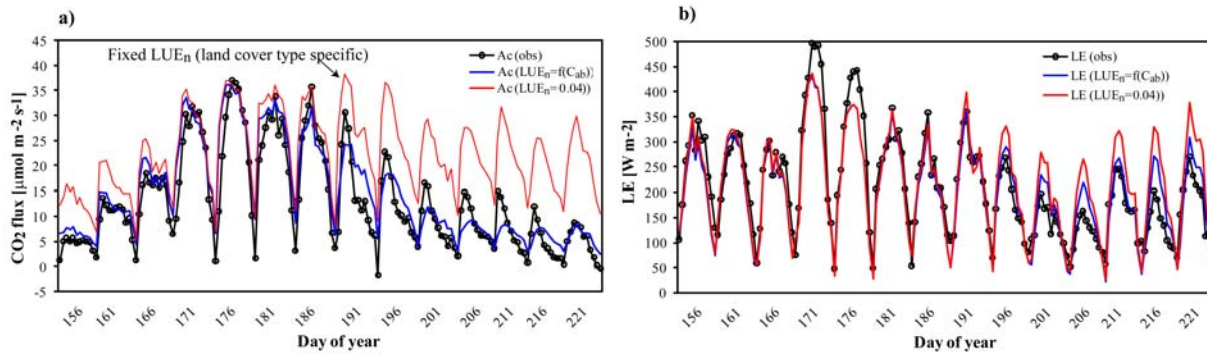 a)
Fixed LUEn (land cover type specific)
Ac (obs)
Ac (LUEn=f(Cab))
Ac (LUEn=0.04))
CO2 flux [μmol m-2 s-1]
45
40
35
30
25
20
15
10
5
0
-5
156 161 166 171 176 181 186 191 196 201 206 211 216 221
Day of year
b)
LE (obs)
LE (LUEn=f(Cab))
LE (LUEn=0.04))
LE [W m-2]
500
450
400
350
300
250
200
150
100
50
0
156 161 166 171 176 181 186 191 196 201 206 211 216 221
Day of year